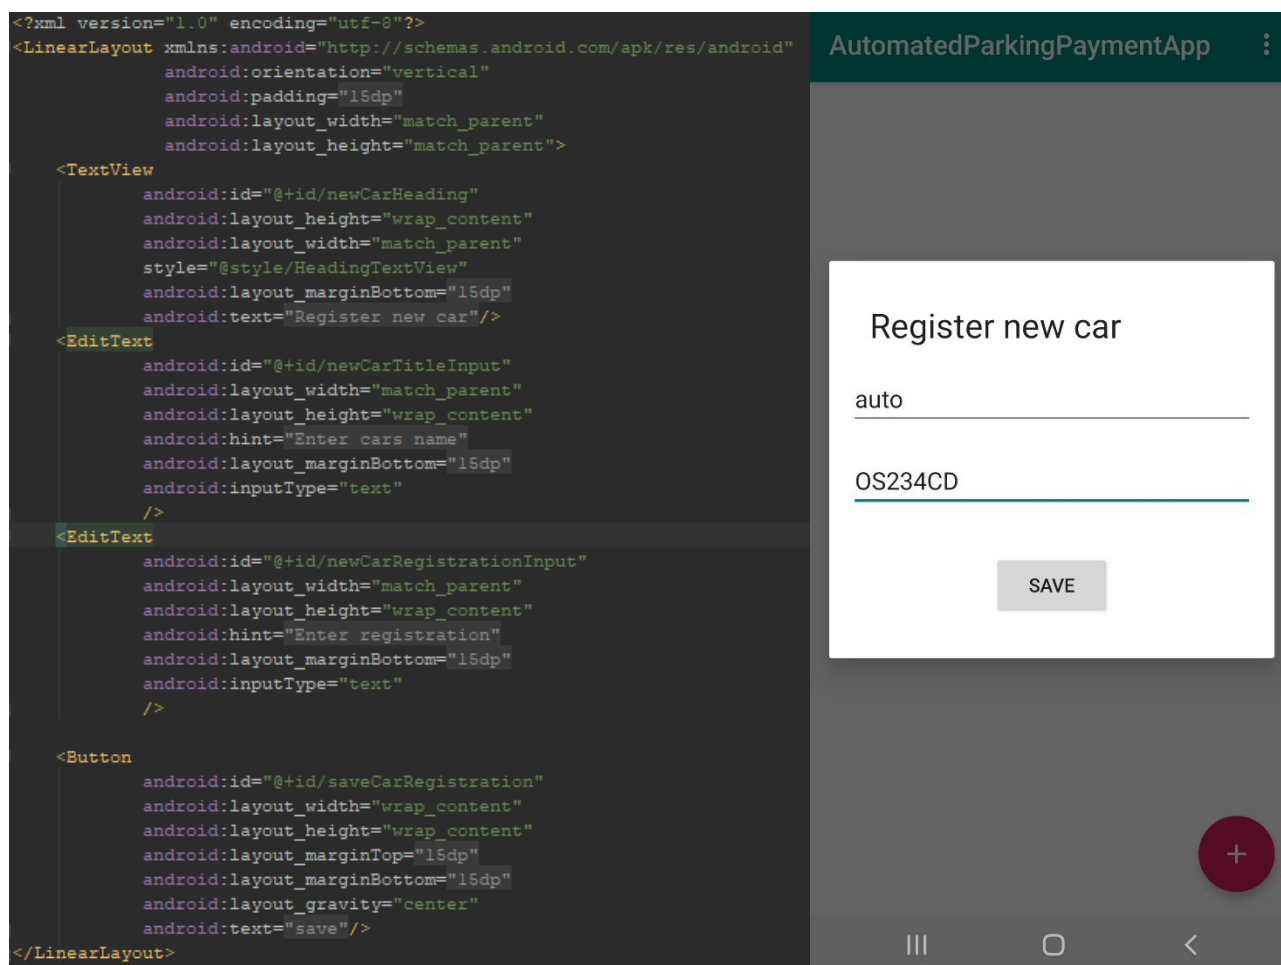 <?xml version="1.0" encoding="utf-8"?>
<LinearLayout xmlns:android="http://schemas.android.com/apk/res/android"
android:orientation="vertical"
android:padding="15dp"
android:layout_width="match_parent"
android:layout_height="match_parent">
<TextView
android:id="@+id/newCarHeading"
android:layout_height="wrap_content"
android:layout_width="match_parent"
style="@style/HeadingTextView"
android:layout_marginBottom="15dp"
android:text="Register new car"/>
<EditText
android:id="@+id/newCarTitleInput"
android:layout_width="match_parent"
android:layout_height="wrap_content"
android:hint="Enter cars name"
android:layout_marginBottom="15dp"
android:inputType="text"
/>
<EditText
android:id="@+id/newCarRegistrationInput"
android:layout_width="match_parent"
android:layout_height="wrap_content"
android:hint="Enter registration"
android:layout_marginBottom="15dp"
android:inputType="text"
/>
<Button
android:id="@+id/saveCarRegistration"
android:layout_width="wrap_content"
android:layout_height="wrap_content"
android:layout_marginTop="15dp"
android:layout_marginBottom="15dp"
android:layout_gravity="center"
android:text="save"/>
</LinearLayout>
AutomatedParkingPaymentApp
Register new car
auto
OS234CD
SAVE
+